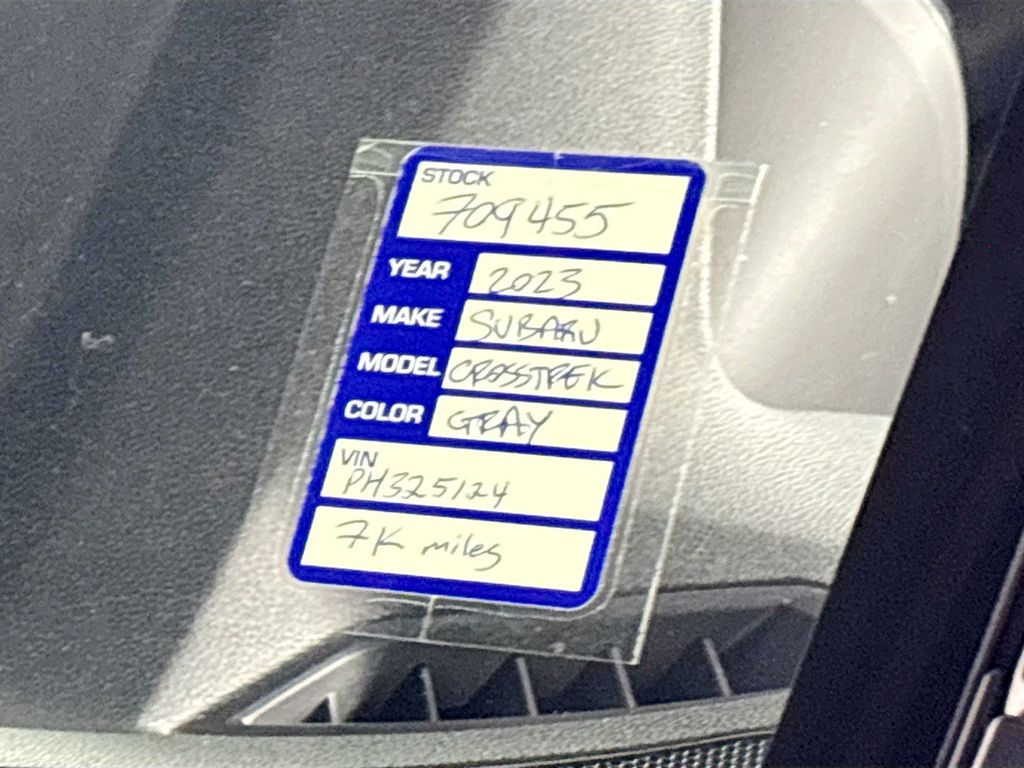 STOCK
709455
YEAR 2023
MAKE SUBARU
MODEL CROSSTREK
COLOR GRAY
VIN
PH325124
7K miles